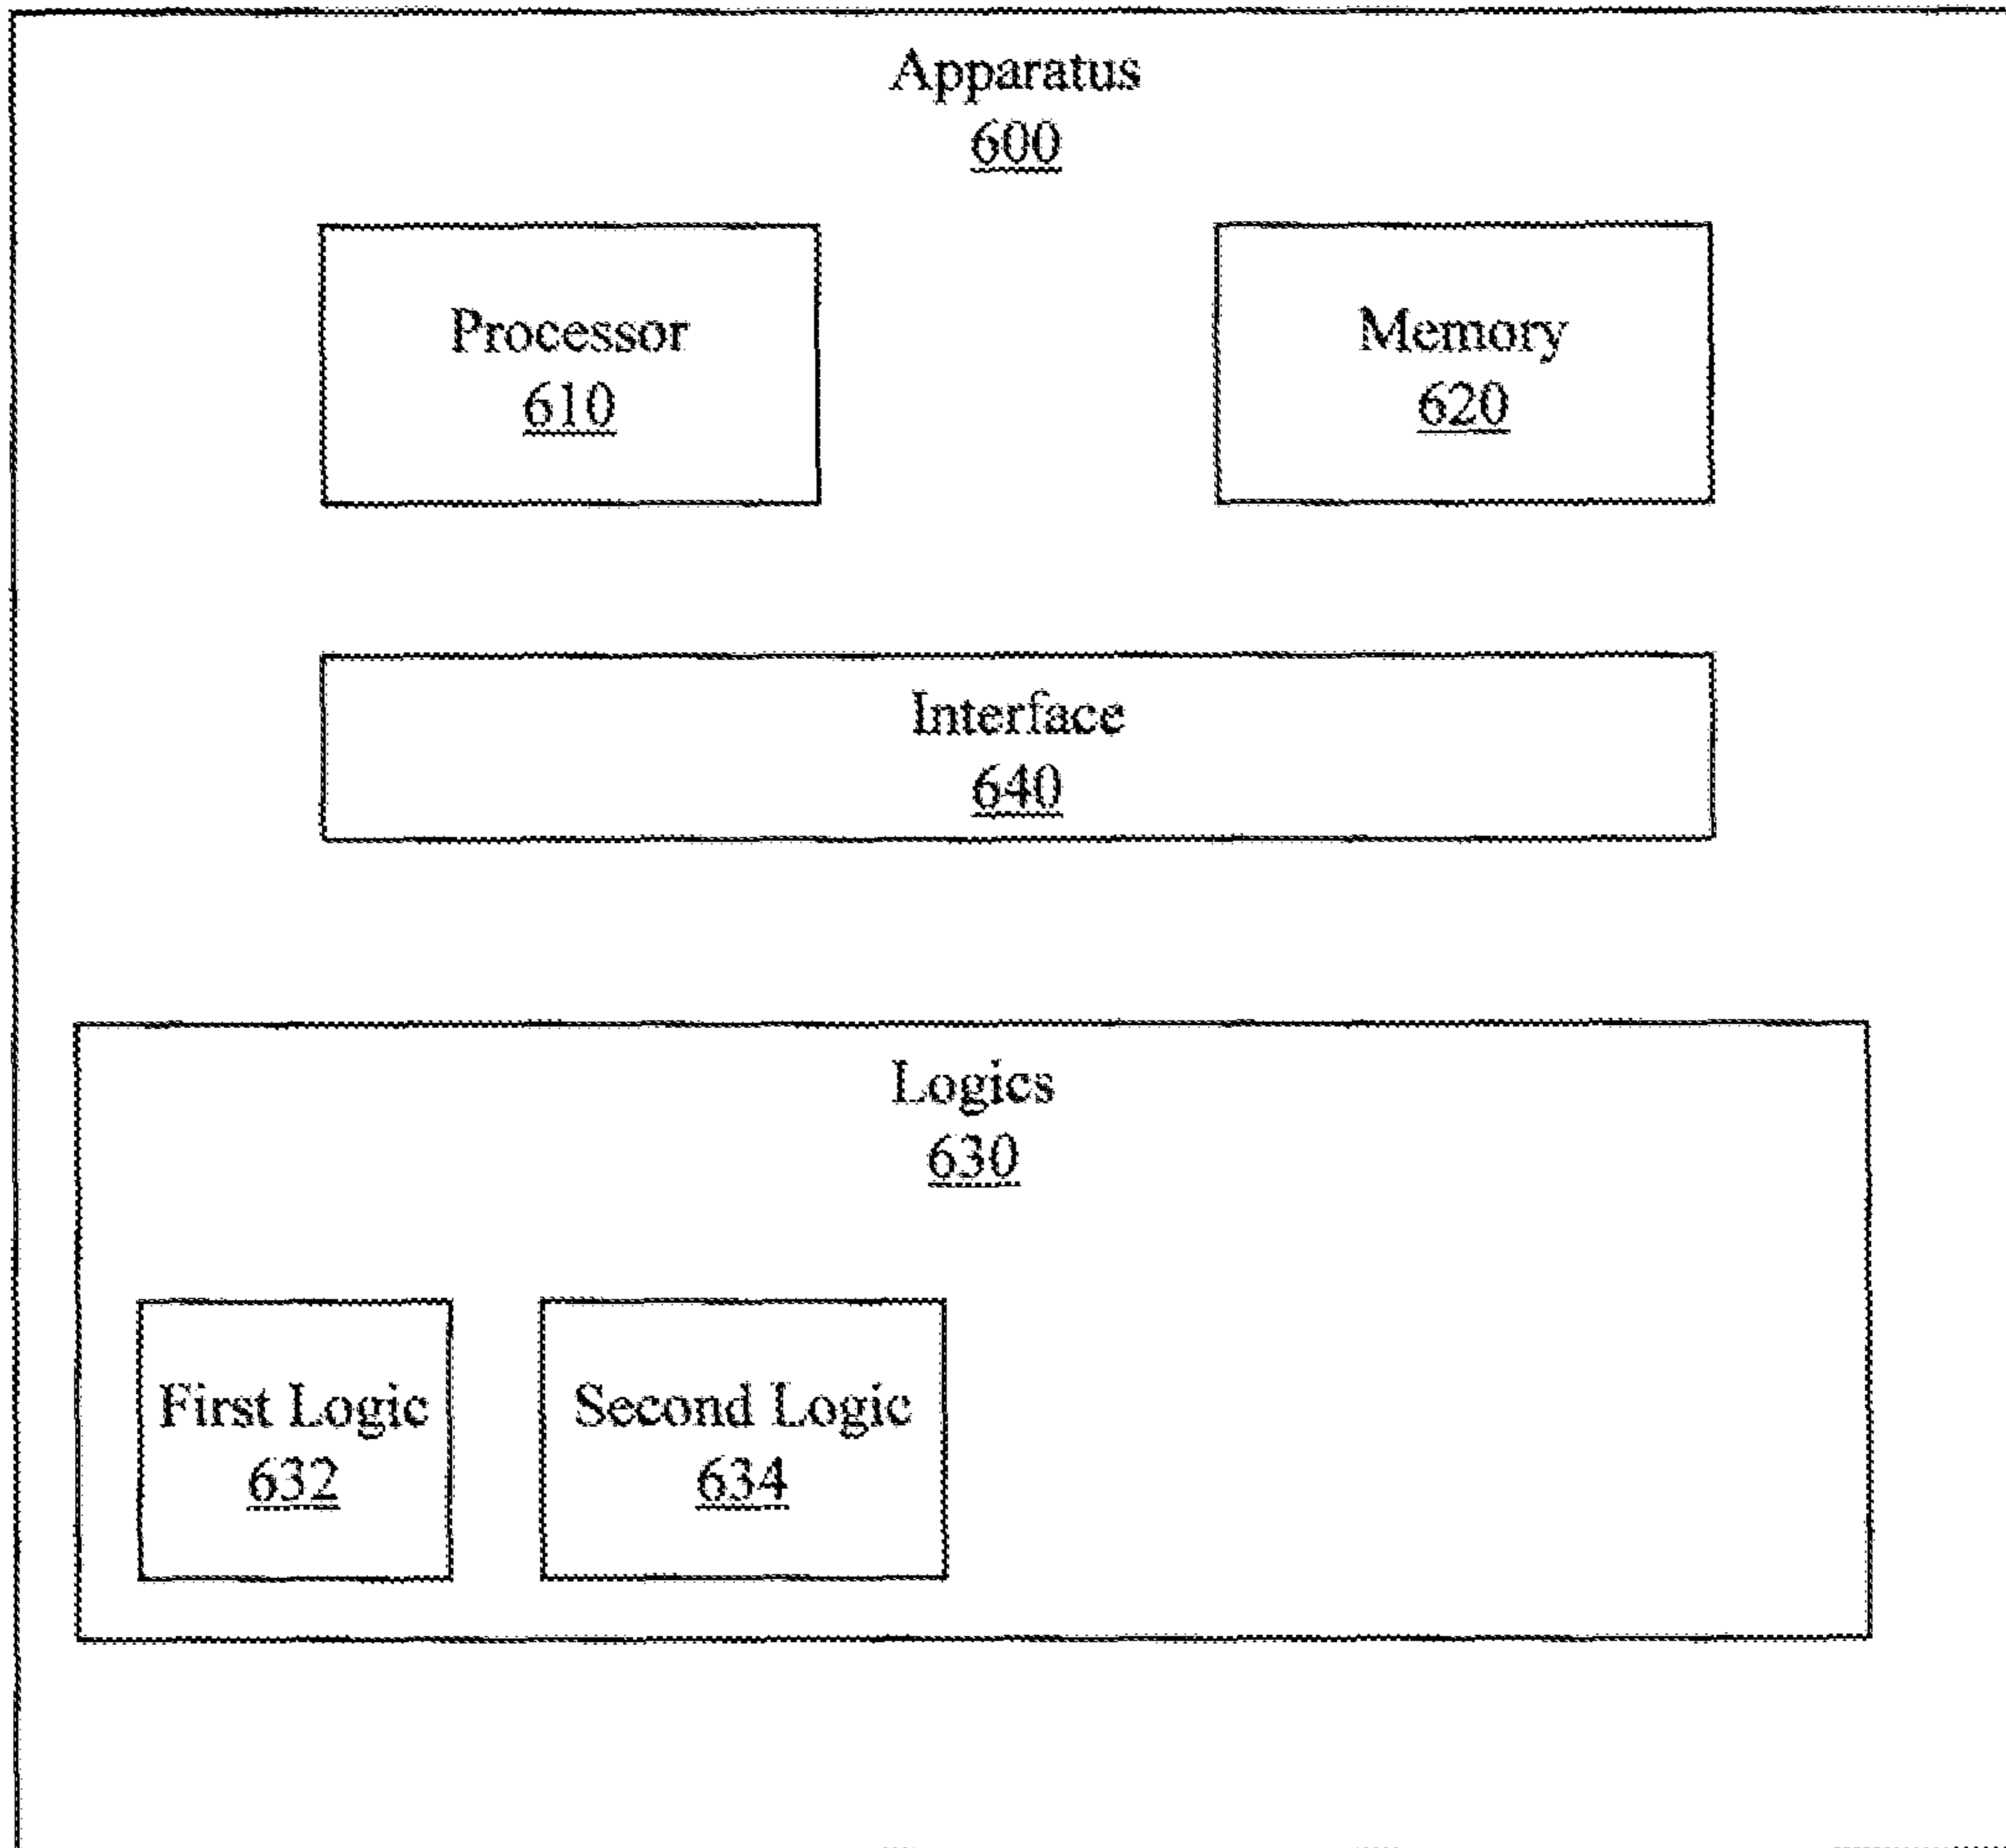 Apparatus
600
Processor
610
Memory
620
Interface
640
Logics
630
First Logic
632
Second Logic
634